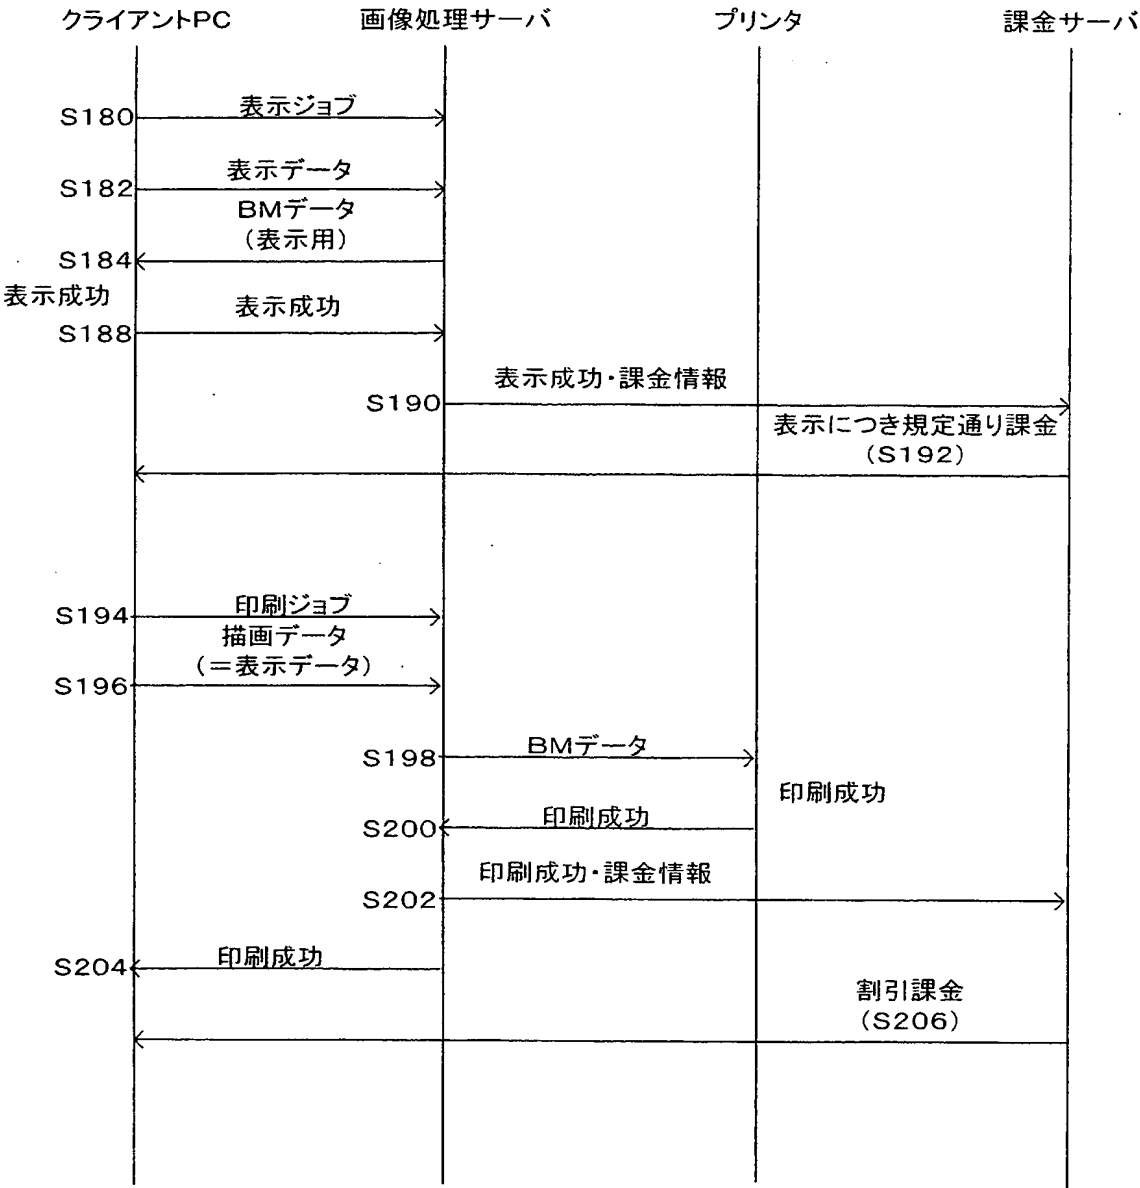 クライアントPC
画像処理サーバ
プリンタ
課金サーバ
S180
表示ジョブ
S182
表示データ
BMデータ
(表示用)
S184
表示成功
表示成功
S188
表示成功・課金情報
S190
表示につき規定通り課金
(S192)
S194
印刷ジョブ
描画データ
(=表示データ)
S196
S198
BMデータ
印刷成功
S200
印刷成功
印刷成功・課金情報
S202
S204
印刷成功
割引課金
(S206)